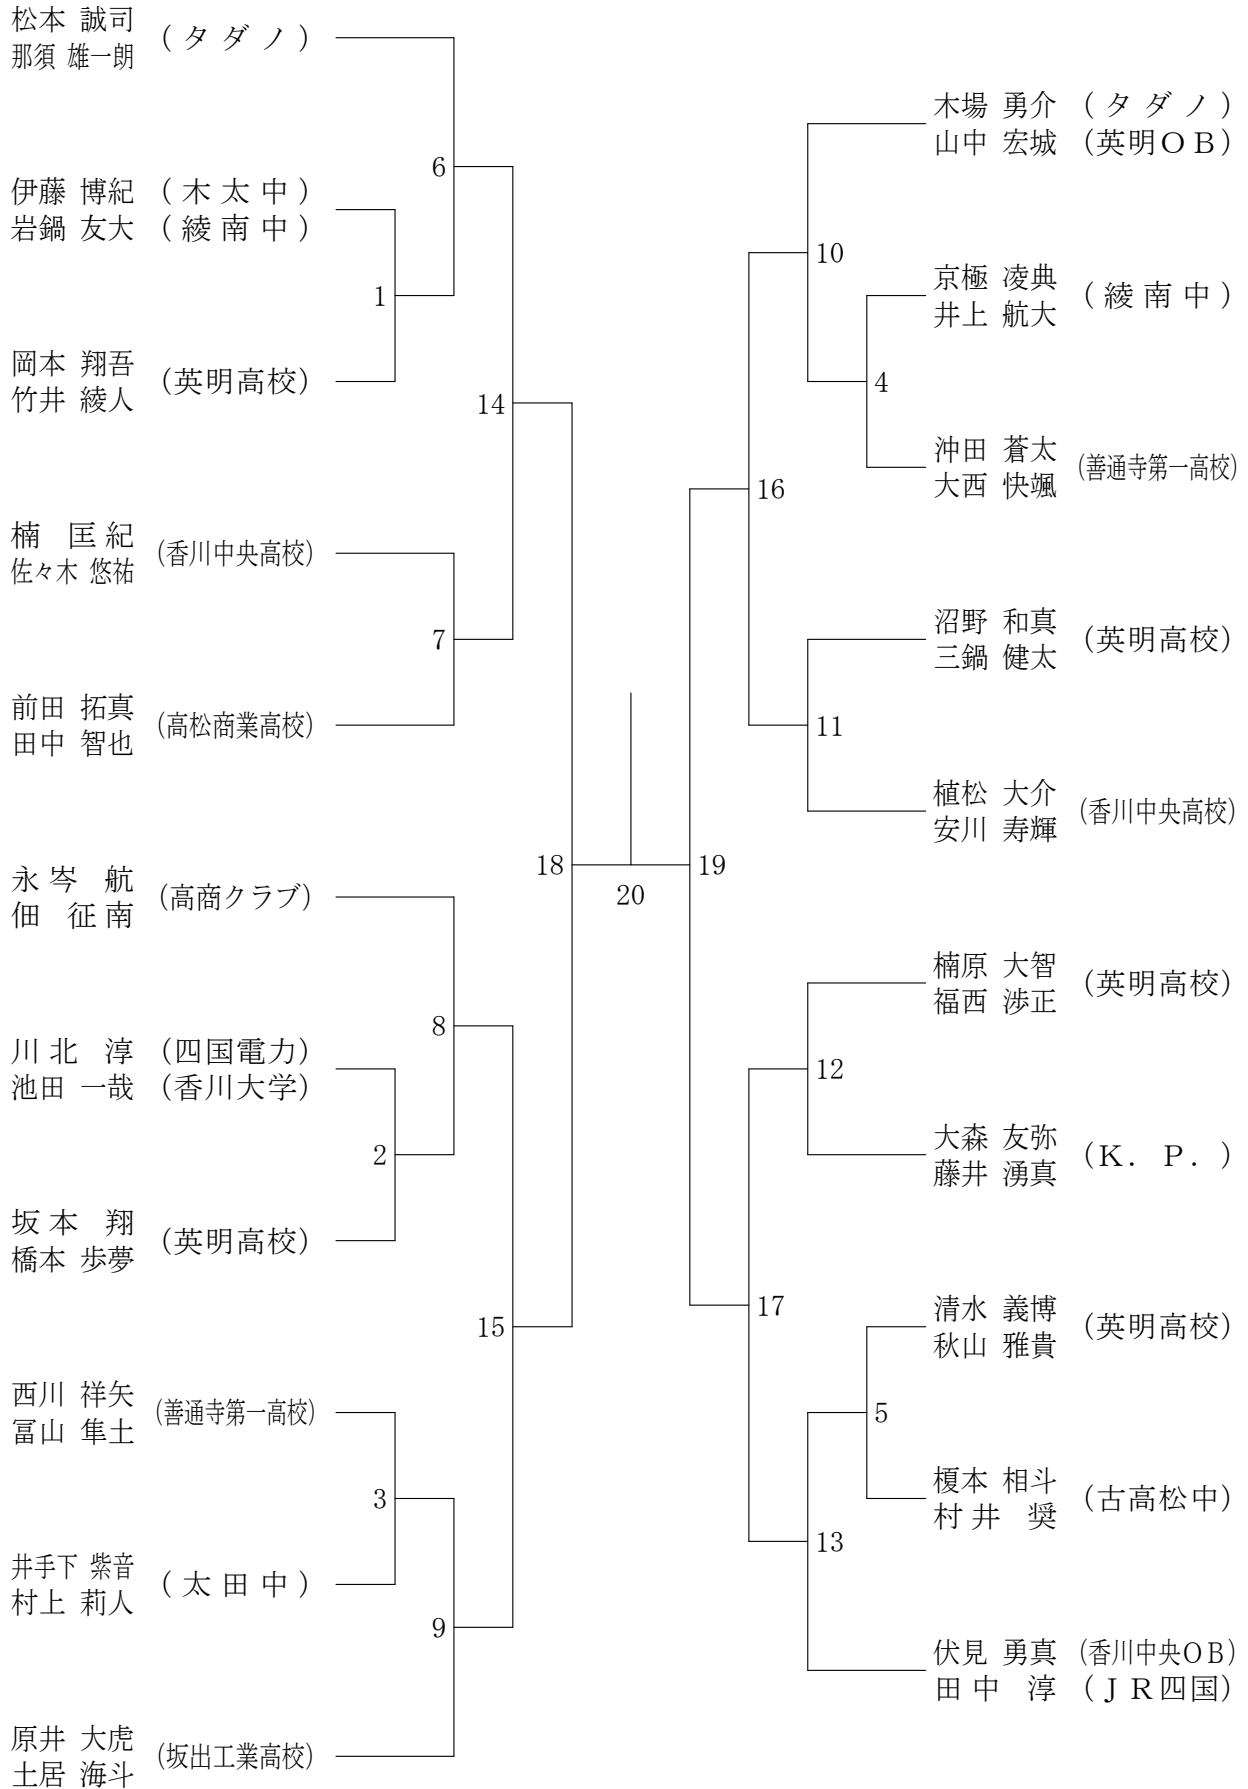 松本 誠司 （タダノ）
那須 雄一朗
6
伊藤 博紀 （木太中）
岩鍋 友大 （綾南中）
1
岡本 翔吾 （英明高校）
竹井 綾人
14
楠 匡紀 （香川中央高校）
佐々木 悠祐
7
前田 拓真 （高松商業高校）
田中 智也
18
永岑 航 （高商クラブ）
佃 征南
8
川北 淳 （四国電力）
池田 一哉 （香川大学）
2
坂本 翔 （英明高校）
橋本 歩夢
15
西川 祥矢 （善通寺第一高校）
冨山 隼土
3
井手下 紫音 （太田中）
村上 莉人
9
原井 大虎 （坂出工業高校）
土居 海斗
20
木場 勇介 （タダノ）
山中 宏城 （英明ＯＢ）
10
京極 凌典 （綾南中）
井上 航大
4
沖田 蒼太 （善通寺第一高校）
大西 快颯
16
沼野 和真 （英明高校）
三鍋 健太
11
植松 大介 （香川中央高校）
安川 寿輝
19
楠原 大智 （英明高校）
福西 渉正
12
大森 友弥 （Ｋ．Ｐ．）
藤井 湧真
17
清水 義博 （英明高校）
秋山 雅貴
5
榎本 相斗 （古高松中）
村井 奨
13
伏見 勇真 （香川中央ＯＢ）
田中 淳 （ＪＲ四国）